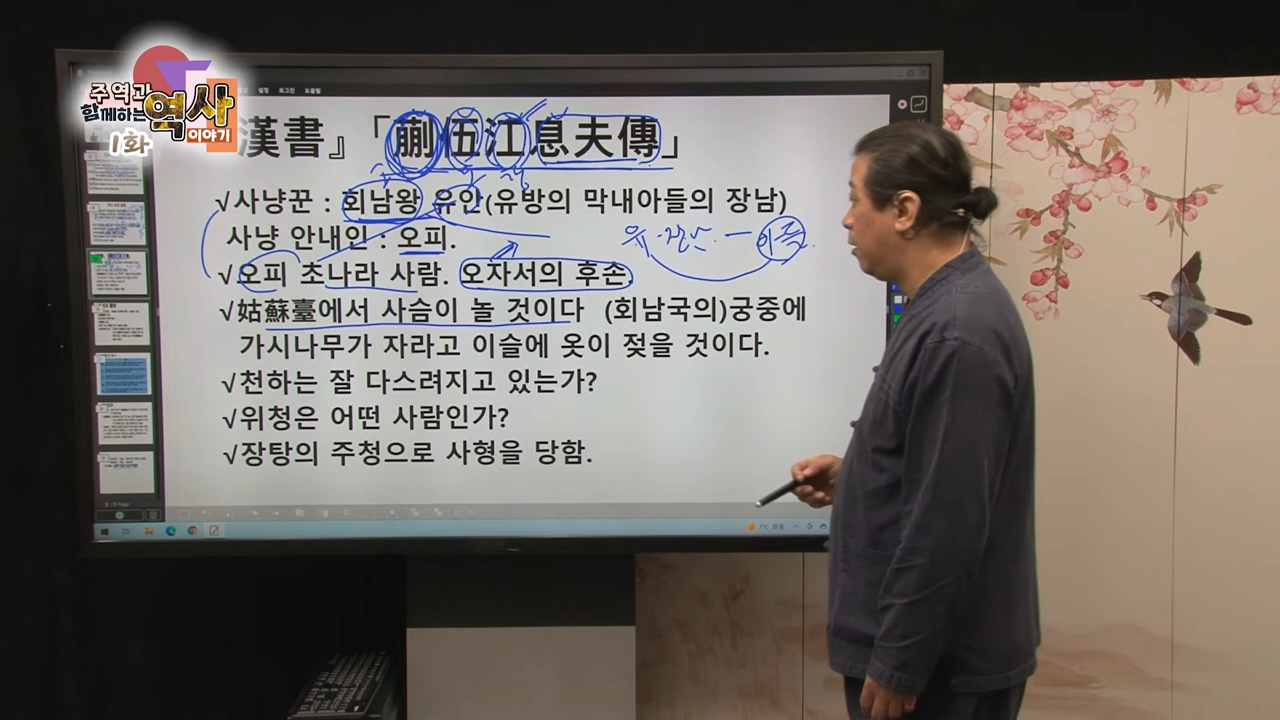 주역과
함께하는
역사
이야기
1화
漢書』「蒯伍江息夫傳」
√사냥꾼 : 회남왕 유안(유방의 막내아들의 장남)
사냥 안내인 : 오피.
√오피 초나라 사람. 오자서의 후손.
√姑蘇臺에서 사슴이 놀 것이다 (회남국의)궁중에
가시나무가 자라고 이슬에 옷이 젖을 것이다.
√천하는 잘 다스려지고 있는가?
√위청은 어떤 사람인가?
√장탕의 주청으로 사형을 당함.